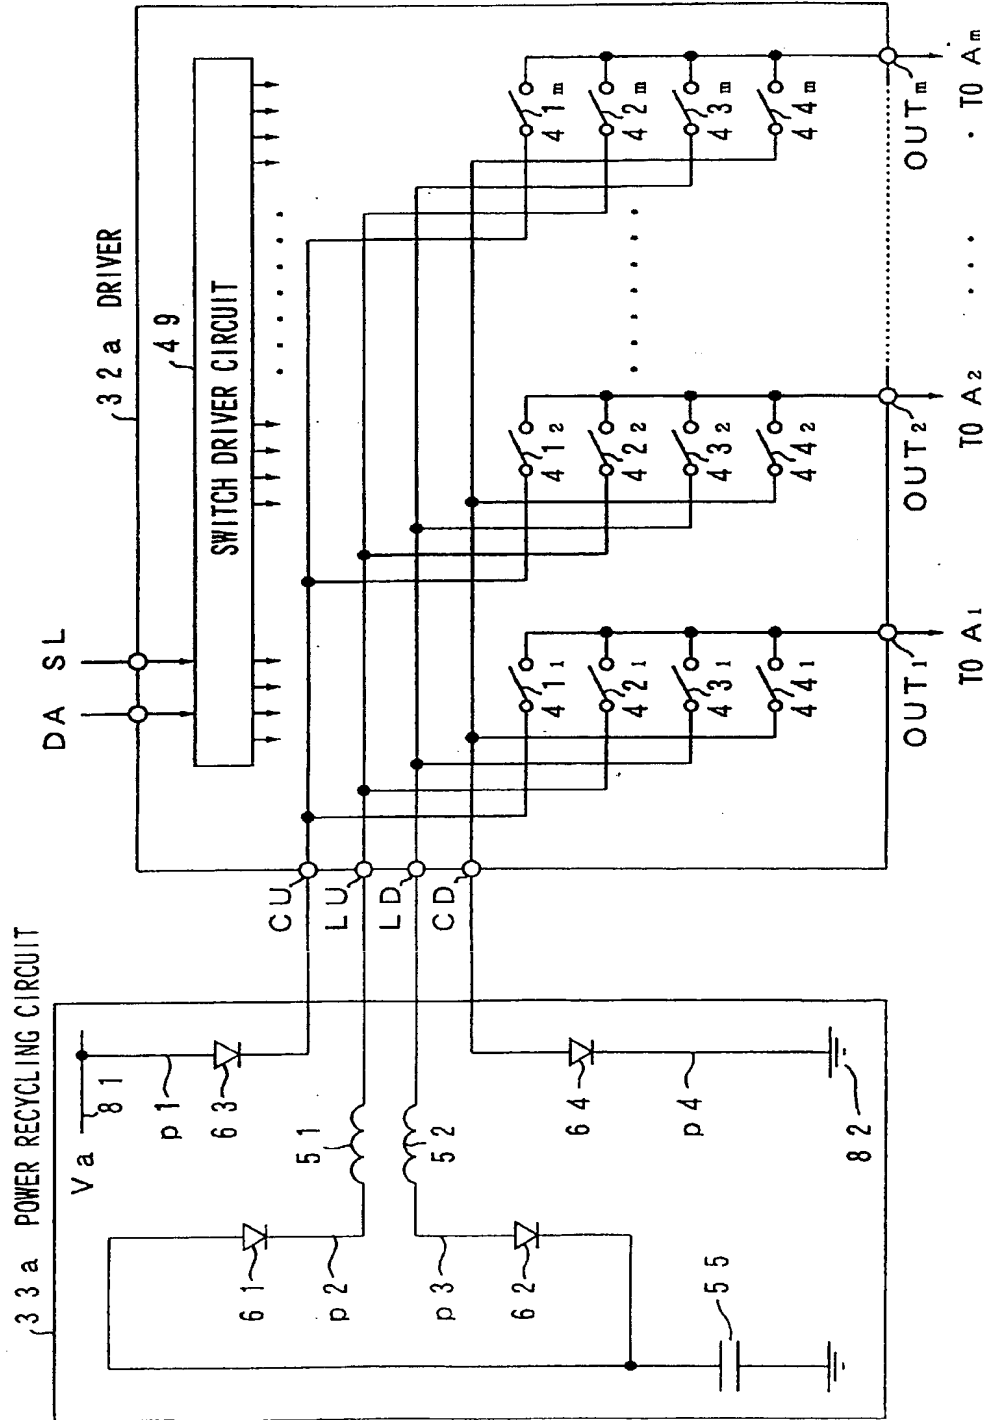 33a POWER RECYCLING CIRCUIT
Va
81
p1
63
61
p2
51
52
p3
62
64
p4
82
55
32a DRIVER
DA
SL
49
SWITCH DRIVER CIRCUIT
CU
LU
LD
CD
41₁
42₁
43₁
44₁
41₂
42₂
43₂
44₂
41m
42m
43m
44m
OUT₁
OUT₂
OUTm
TO A₁
TO A₂
TO Am